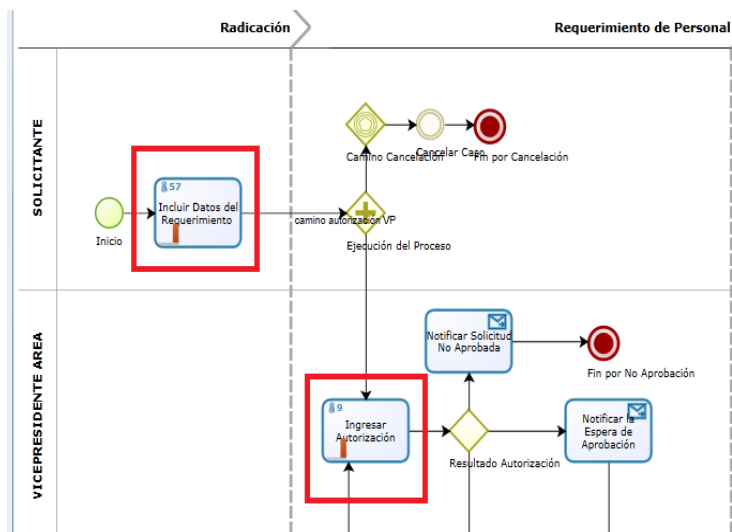 Radicación
Requerimiento de Personal
SOLICITANTE
Camino Cancelación
Cancelar Caso
Fin por Cancelación
57
Incluir Datos del
Requerimiento
Inicio
camino autorización VP
Ejecución del Proceso
VICEPRESIDENTE AREA
Notificar Solicitud
No Aprobada
Fin por No Aprobación
9
Ingresar
Autorización
Resultado Autorización
Notificar la
Espera de
Aprobación